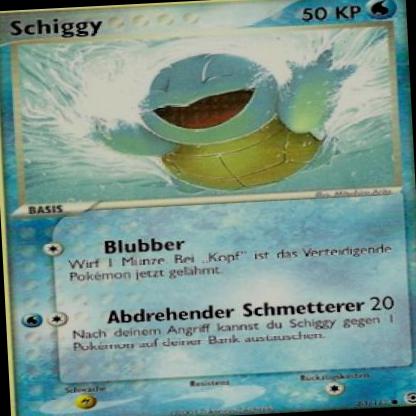 Schiggy 50 KP
BASIS
Blubber
Wirf 1 Münze. Bei „Kopf" ist das Verteidigende
Pokémon jetzt gelähmt.
Abdrehender Schmetterer 20
Nach deinem Angriff kannst du Schiggy gegen 1
Pokémon auf deiner Bank austauschen.
Schwäche Resistenz Rückzugskosten